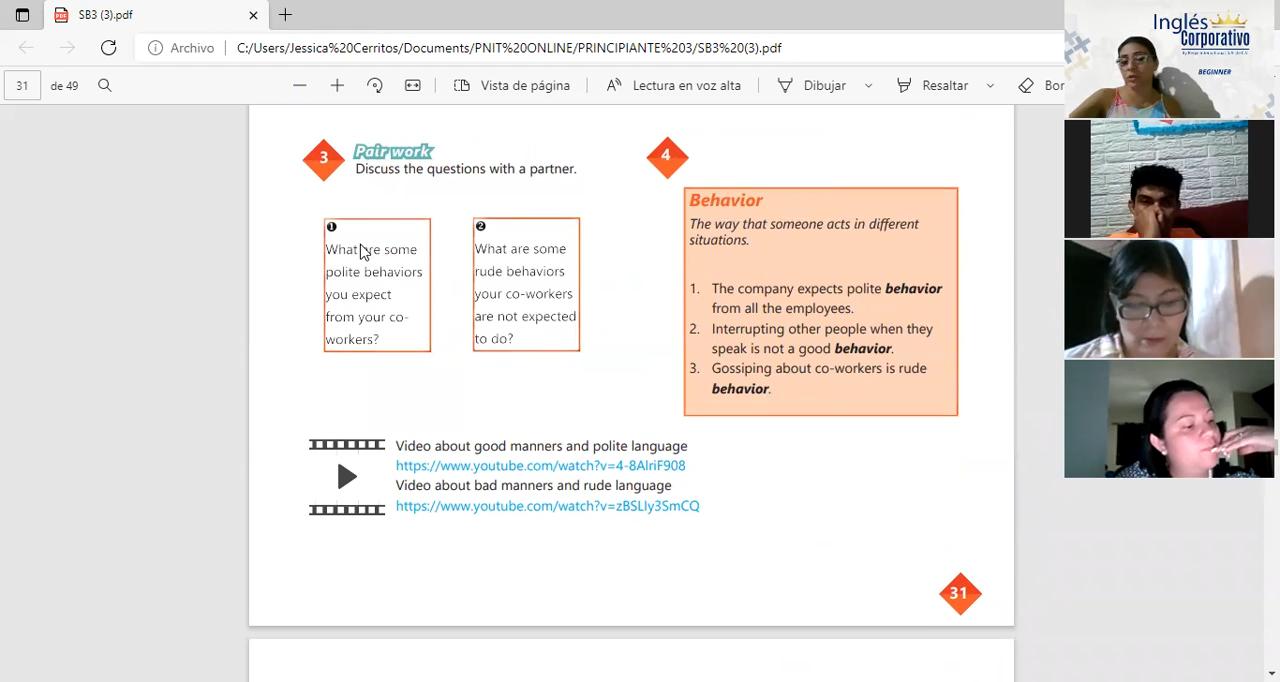 SB3 (3).pdf
Archivo
C:/Users/Jessica%20Cerritos/Documents/PNIT%20ONLINE/PRINCIPIANTE%203/SB3%20(3).pdf
31 de 49
Vista de página
Lectura en voz alta
Dibujar
Resaltar
Bor
Inglés
Corporativo
BEGINNER
3
Pair work
Discuss the questions with a partner.
1
What are some
polite behaviors
you expect
from your co-
workers?
2
What are some
rude behaviors
your co-workers
are not expected
to do?
4
Behavior
The way that someone acts in different
situations.
1. The company expects polite behavior
from all the employees.
2. Interrupting other people when they
speak is not a good behavior.
3. Gossiping about co-workers is rude
behavior.
Video about good manners and polite language
https://www.youtube.com/watch?v=4-8AIriF908
Video about bad manners and rude language
https://www.youtube.com/watch?v=zBSLIy3SmCQ
31